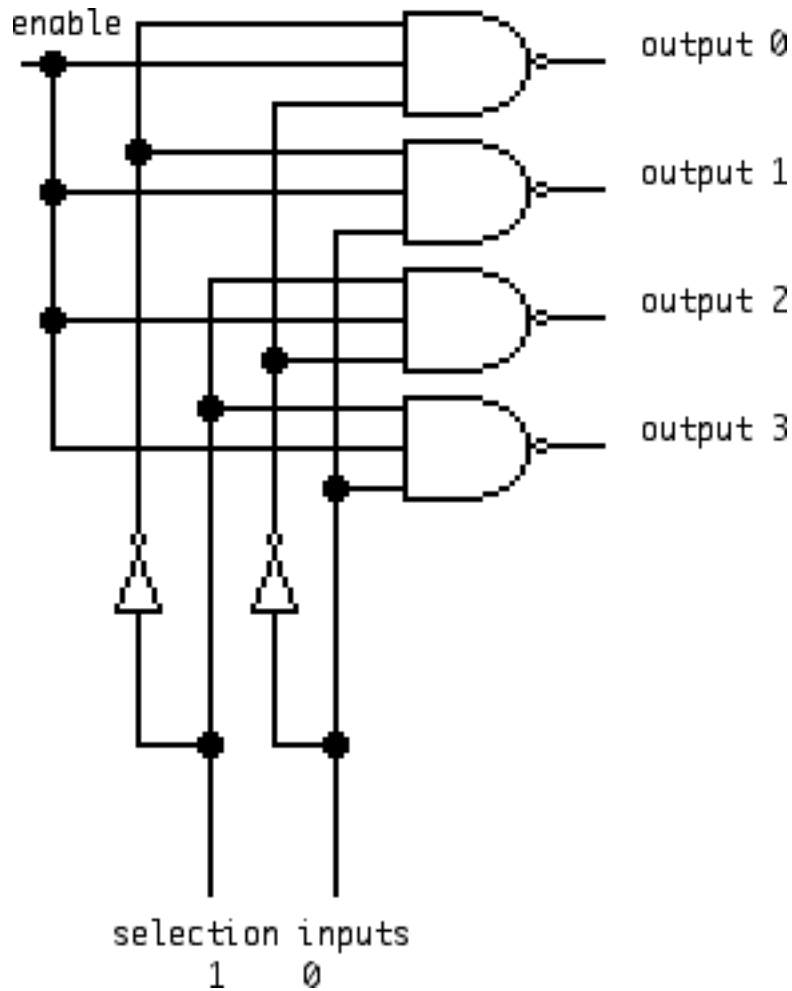 enable
output 0
output 1
output 2
output 3
selection inputs
1 0